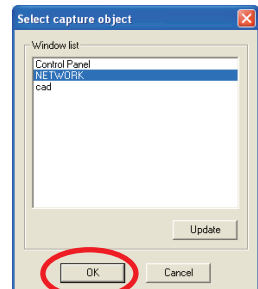 Select capture object
Window list
Control Panel
NETWORK
cad
Update
OK
Cancel